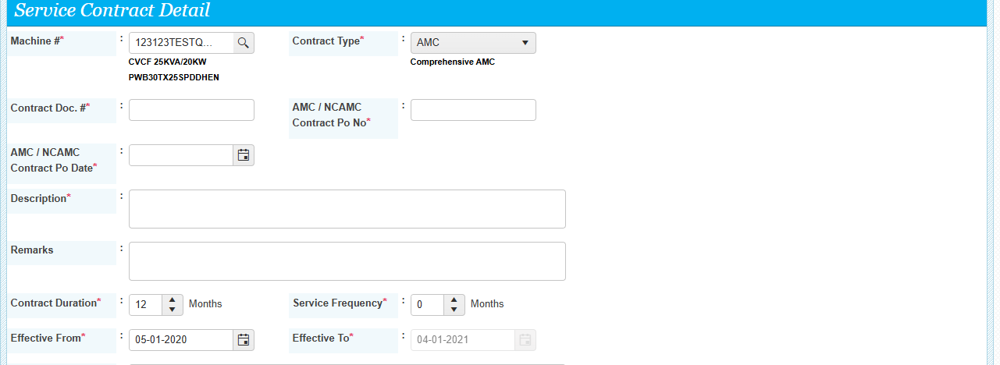 Service Contract Detail
Machine #* : 123123TESTQ... Contract Type* : AMC
CVCF 25KVA/20KW Comprehensive AMC
PWB30TX25SPDDHEN
Contract Doc. #* : AMC / NCAMC :
Contract Po No*
AMC / NCAMC :
Contract Po Date*
Description* :
Remarks :
Contract Duration* : 12 Months Service Frequency* : 0 Months
Effective From* : 05-01-2020 Effective To* : 04-01-2021